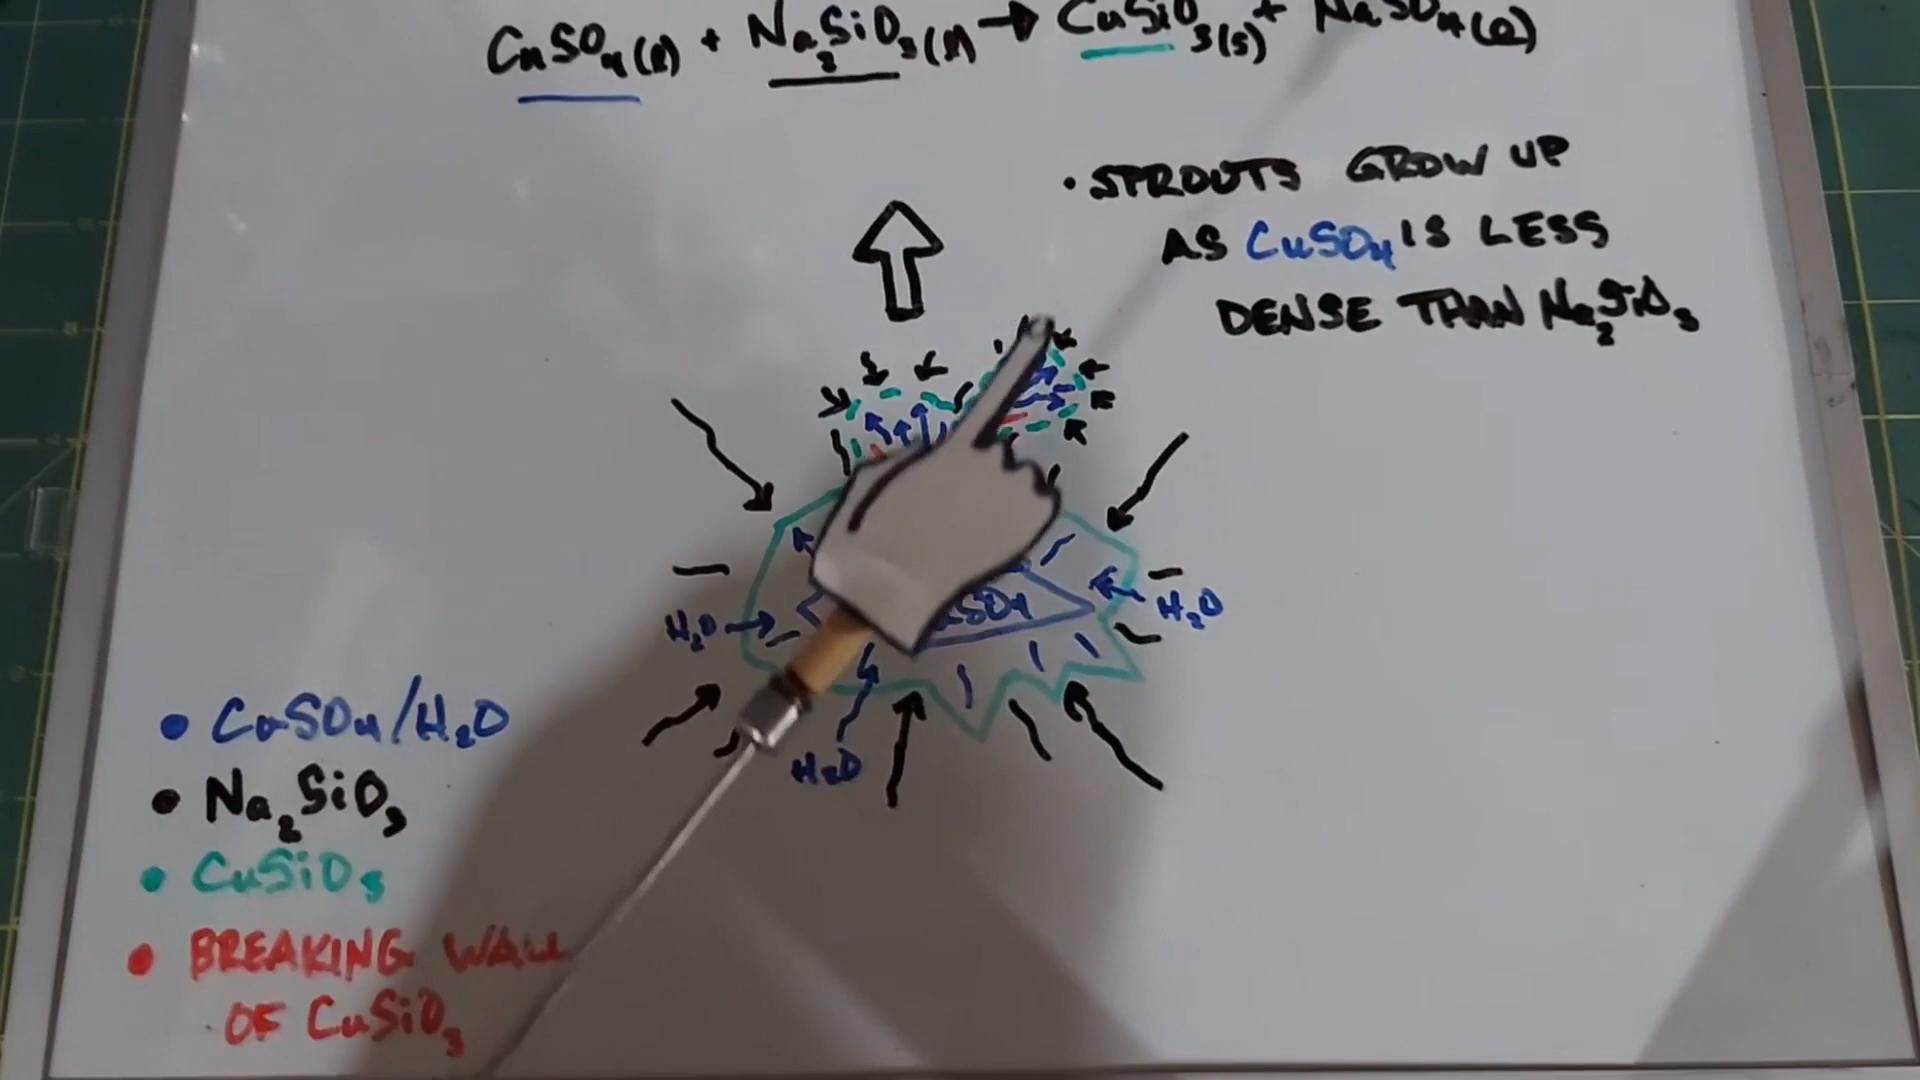 CuSO4(l) + Na2SiO3(l) → CuSiO3(s) +
• SPROUTS GROW UP
AS CuSO4 IS LESS
DENSE THAN Na2SiO3
H2O
H2O
H2O
• CuSO4/H2O
• Na2SiO3
• CuSiO3
• BREAKING WALL
OF CuSiO3